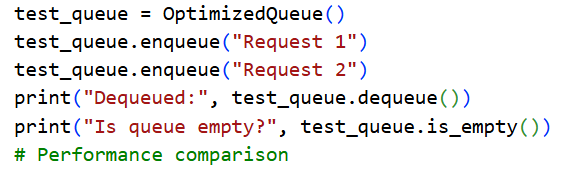 test_queue = OptimizedQueue()
test_queue.enqueue("Request 1")
test_queue.enqueue("Request 2")
print("Dequeued:", test_queue.dequeue())
print("Is queue empty?", test_queue.is_empty())
# Performance comparison